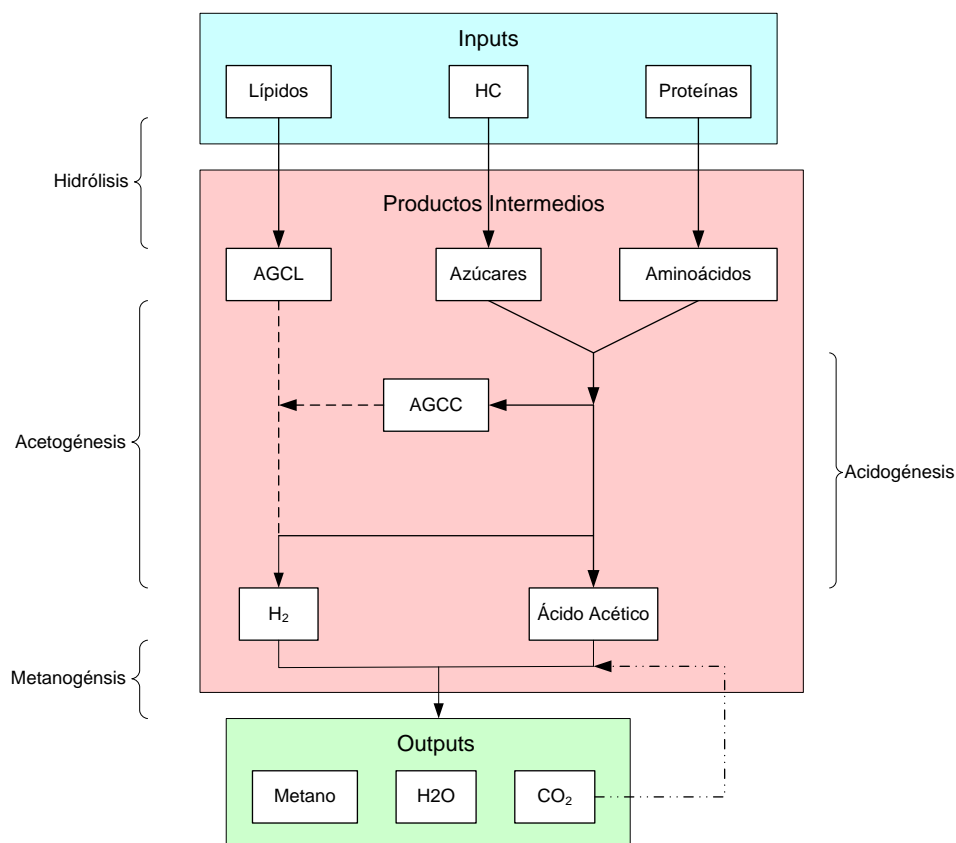 Inputs
Lípidos
HC
Proteínas
Hidrólisis
Productos Intermedios
AGCL
Azúcares
Aminoácidos
AGCC
Acetogénesis
Acidogénesis
H₂
Ácido Acético
Metanogénsis
Outputs
Metano
H2O
CO₂